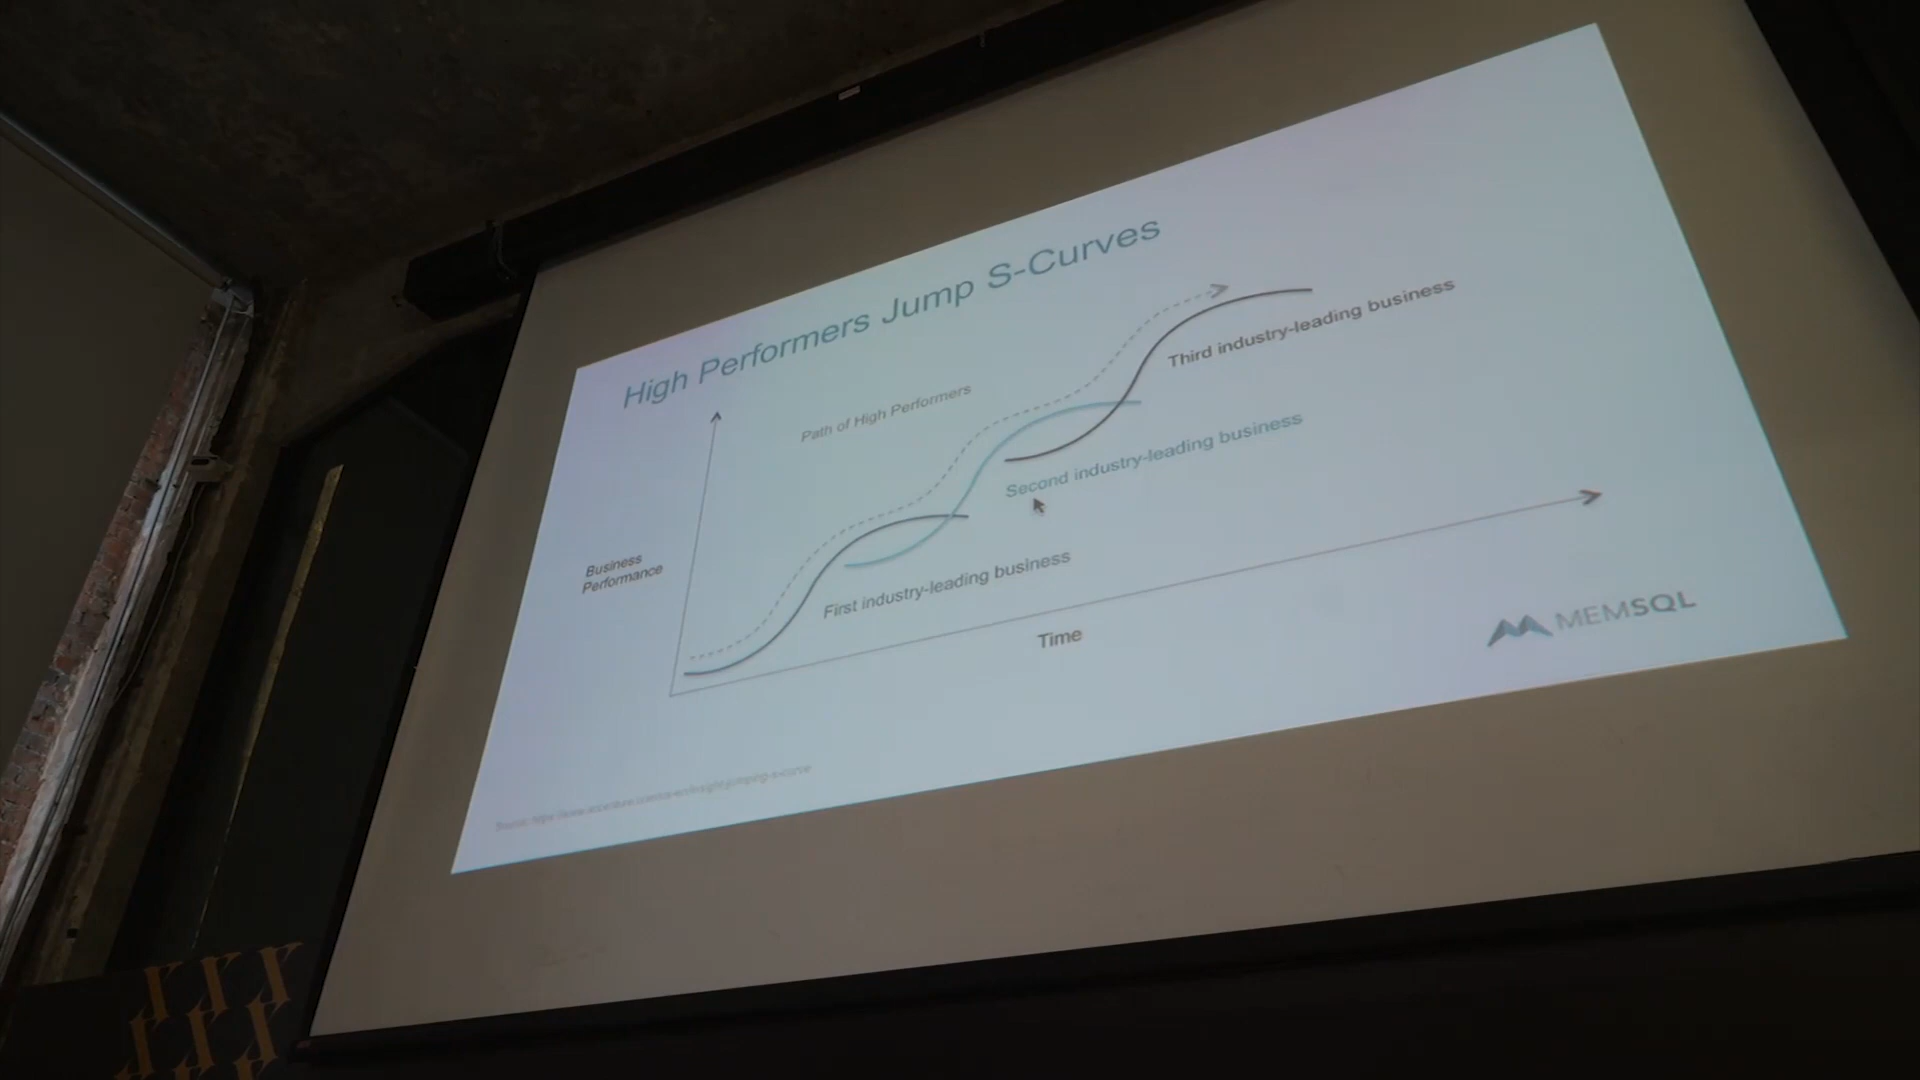 High Performers Jump S-Curves
Path of High Performers
Third industry-leading business
Second industry-leading business
Business
Performance
First industry-leading business
Time
MEMSQL